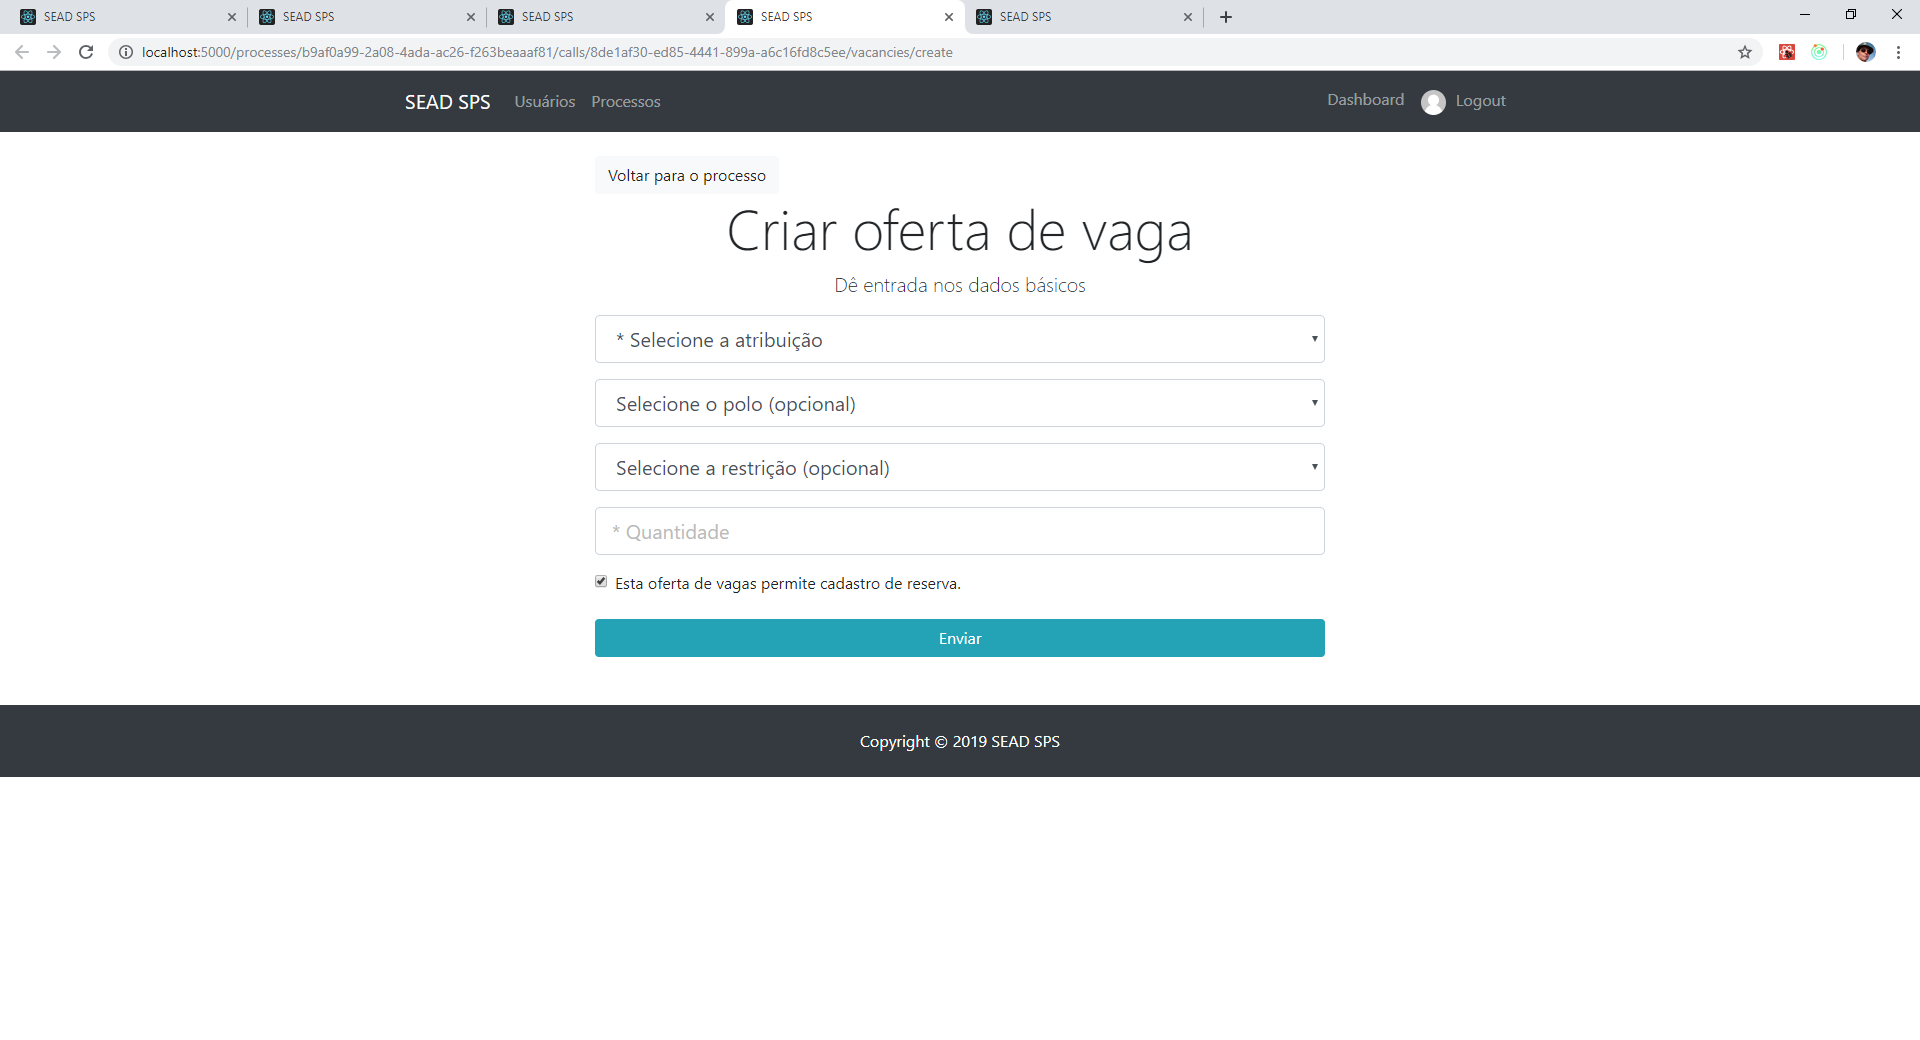 SEAD SPS
SEAD SPS
SEAD SPS
SEAD SPS
SEAD SPS
localhost:5000/processes/b9af0a99-2a08-4ada-ac26-f263beaaaf81/calls/8de1af30-ed85-4441-899a-a6c16fd8c5ee/vacancies/create
SEAD SPS Usuários Processos Dashboard Logout
Voltar para o processo
Criar oferta de vaga
Dê entrada nos dados básicos
* Selecione a atribuição
Selecione o polo (opcional)
Selecione a restrição (opcional)
* Quantidade
Esta oferta de vagas permite cadastro de reserva.
Enviar
Copyright © 2019 SEAD SPS